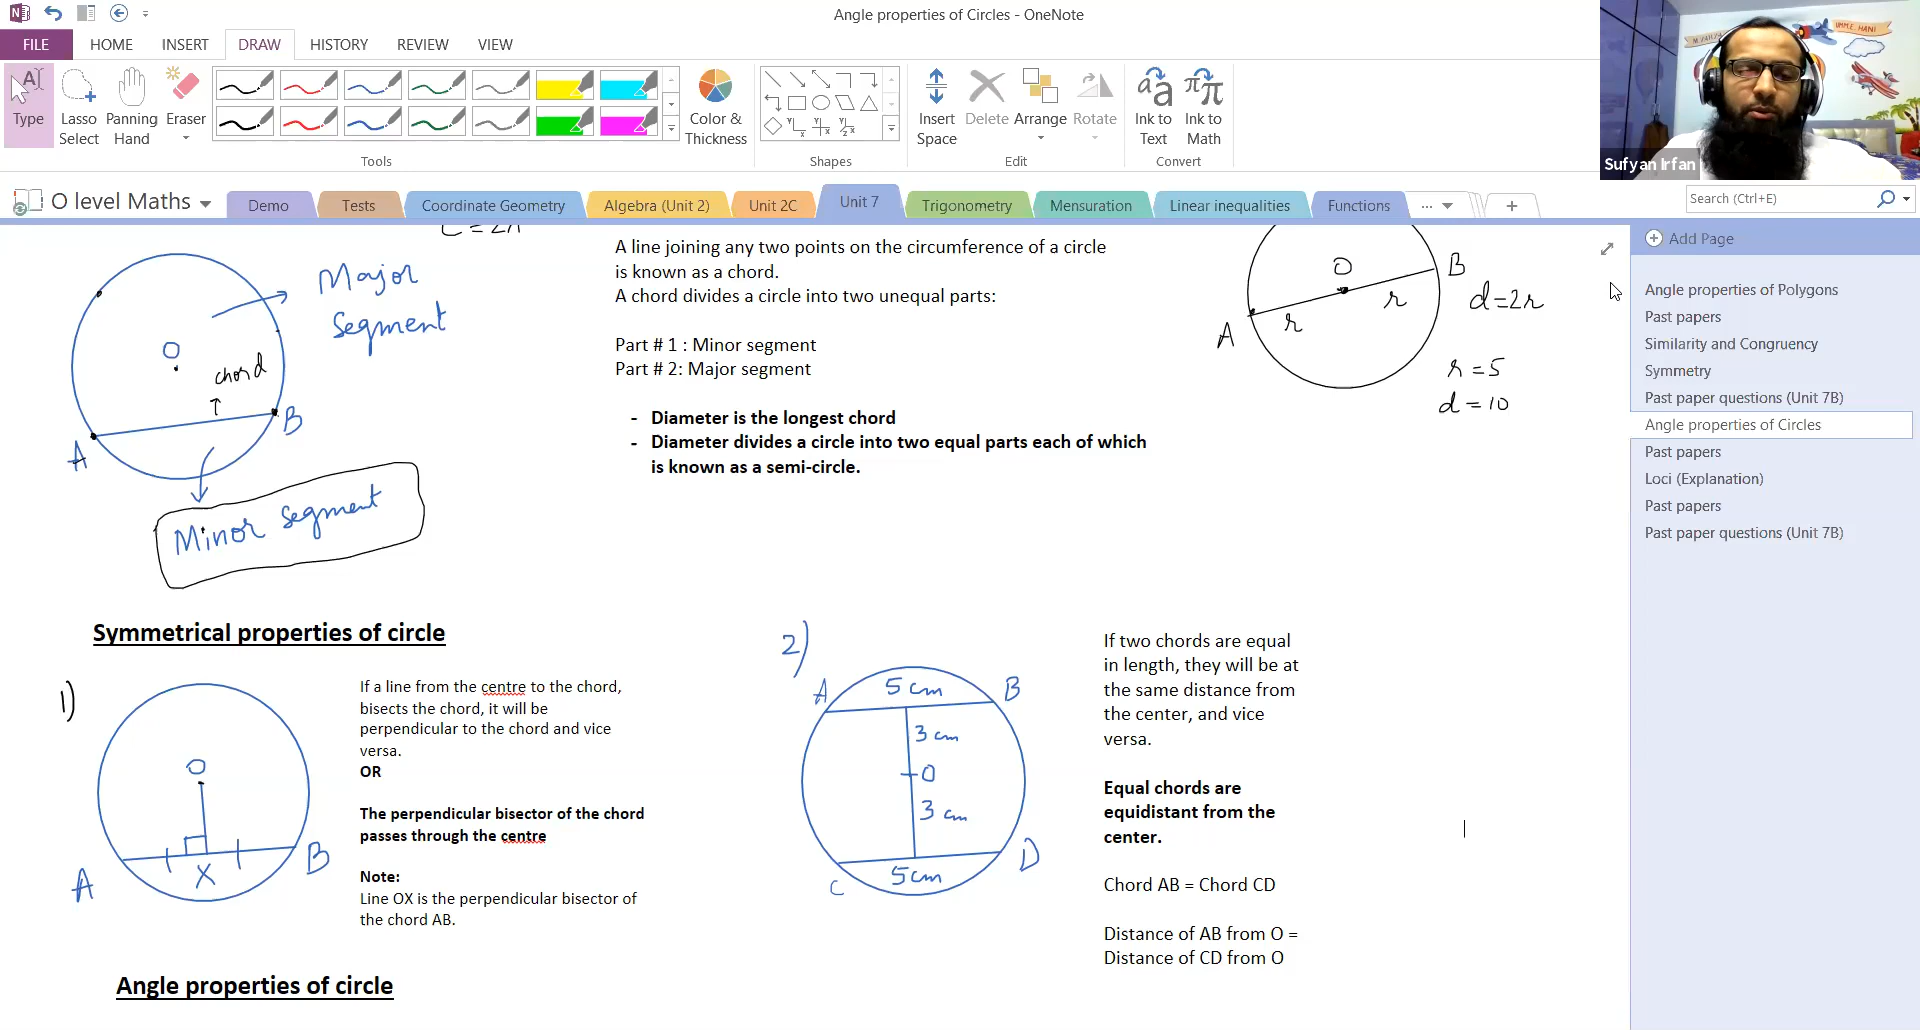 Angle properties of Circles - OneNote
FILE HOME INSERT DRAW HISTORY REVIEW VIEW
UMME HANI
Type
Lasso Select
Panning Hand
Eraser
Color & Thickness
Insert Space
Delete
Arrange
Rotate
Ink to Text
Ink to Math
Tools
Shapes
Edit
Convert
Sufyan Irfan
O level Maths
Demo
Tests
Coordinate Geometry
Algebra (Unit 2)
Unit 2C
Unit 7
Trigonometry
Mensuration
Linear inequalities
Functions
...
Search (Ctrl+E)
Add Page
Angle properties of Polygons
Past papers
Similarity and Congruency
Symmetry
Past paper questions (Unit 7B)
Angle properties of Circles
Past papers
Loci (Explanation)
Past papers
Past paper questions (Unit 7B)
Major
segment
O
chord
A
B
Minor segment
A line joining any two points on the circumference of a circle
is known as a chord.
A chord divides a circle into two unequal parts:
Part # 1 : Minor segment
Part # 2: Major segment
- Diameter is the longest chord
- Diameter divides a circle into two equal parts each of which
is known as a semi-circle.
O
B
r
r
A
d=2r
r=5
d=10
Symmetrical properties of circle
1)
O
A
X
B
If a line from the centre to the chord,
bisects the chord, it will be
perpendicular to the chord and vice
versa.
OR
The perpendicular bisector of the chord
passes through the centre
Note:
Line OX is the perpendicular bisector of
the chord AB.
2)
A
5 cm
B
3 cm
O
3 cm
C
5cm
D
If two chords are equal
in length, they will be at
the same distance from
the center, and vice
versa.
Equal chords are
equidistant from the
center.
Chord AB = Chord CD
Distance of AB from O =
Distance of CD from O
Angle properties of circle